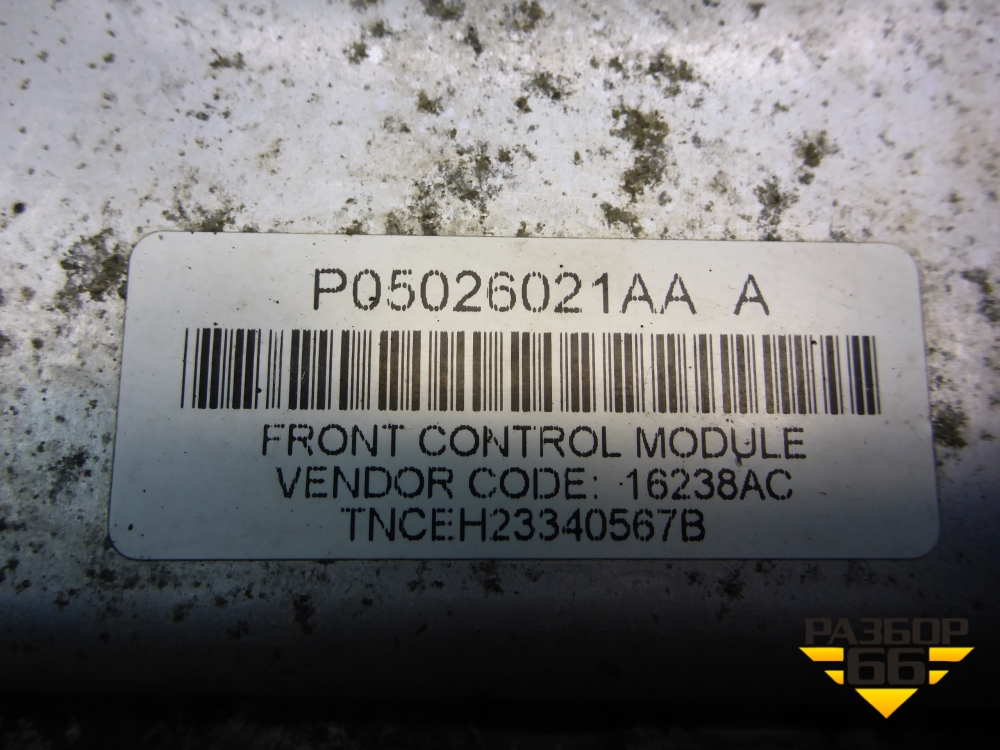 P05026021AA A
FRONT CONTROL MODULE
VENDOR CODE: 16238AC
TNCEH23340567B
РАЗБОР
66